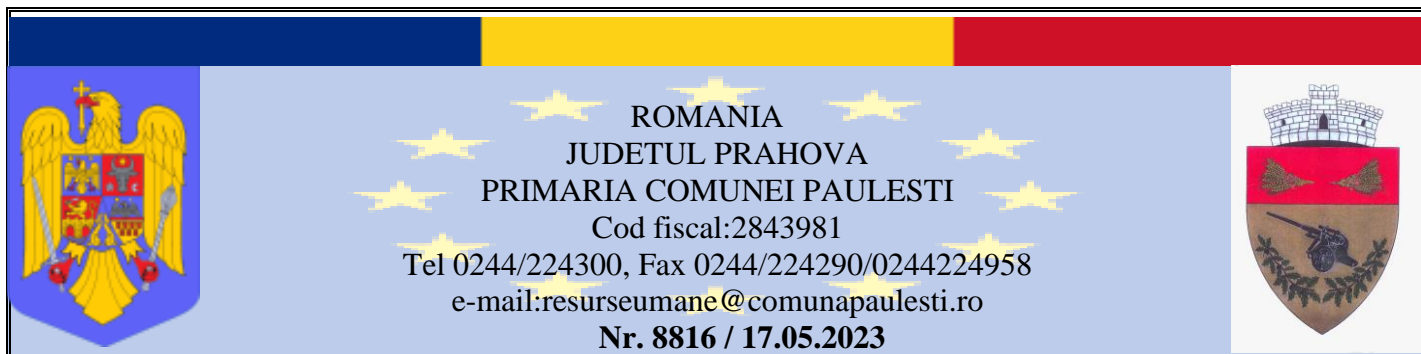 ROMANIA
JUDETUL PRAHOVA
PRIMARIA COMUNEI PAULESTI
Cod fiscal:2843981
Tel 0244/224300, Fax 0244/224290/0244224958
e-mail:resurseumane@comunapaulesti.ro
Nr. 8816 / 17.05.2023